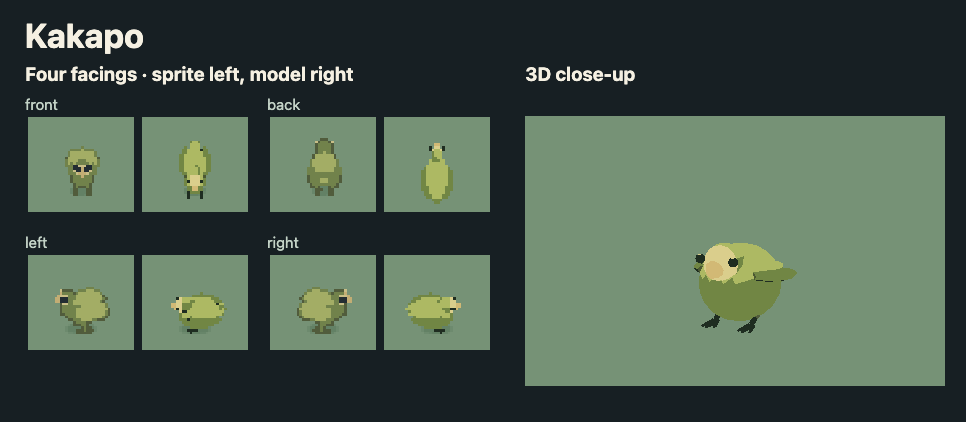 Kakapo
Four facings · sprite left, model right
3D close-up
front
back
left
right